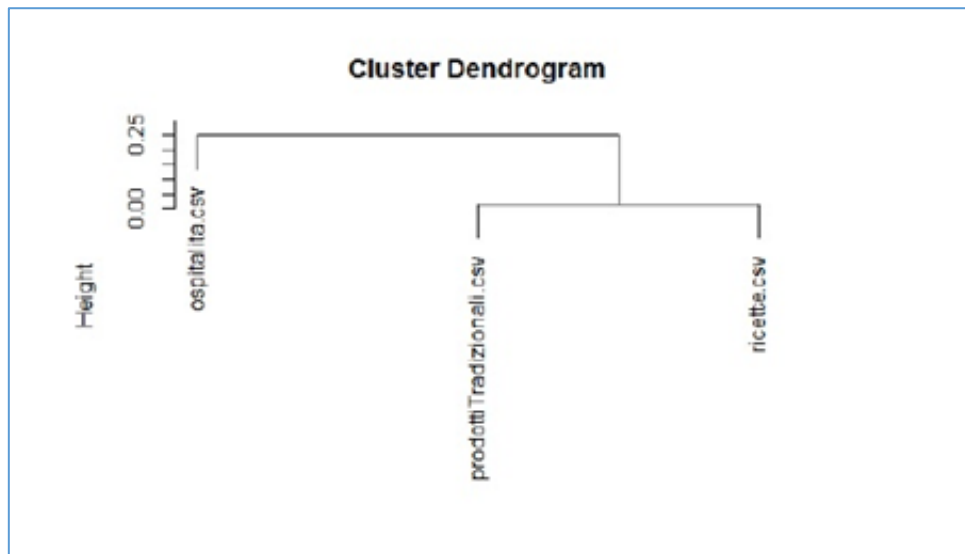 Cluster Dendrogram
Height
0.00
0.25
ospitalita.csv
prodottiTradizionali.csv
ricette.csv